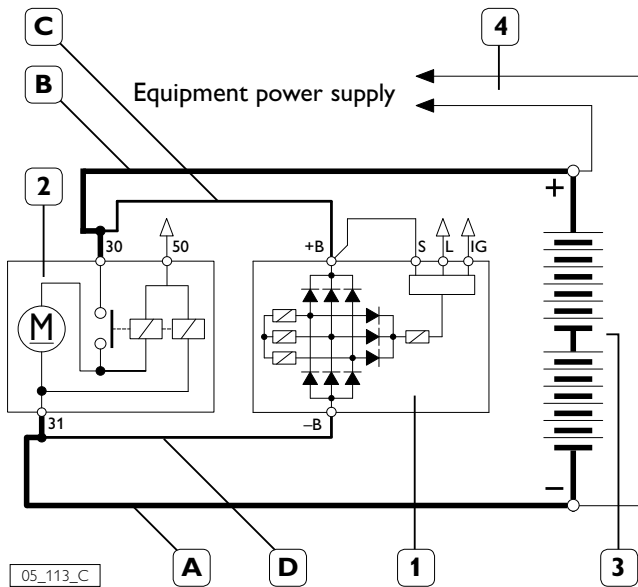 C
4
B
Equipment power supply
2
+
30
50
+B
S
L
IG
M
31
–B
–
05_113_C
A
D
1
3